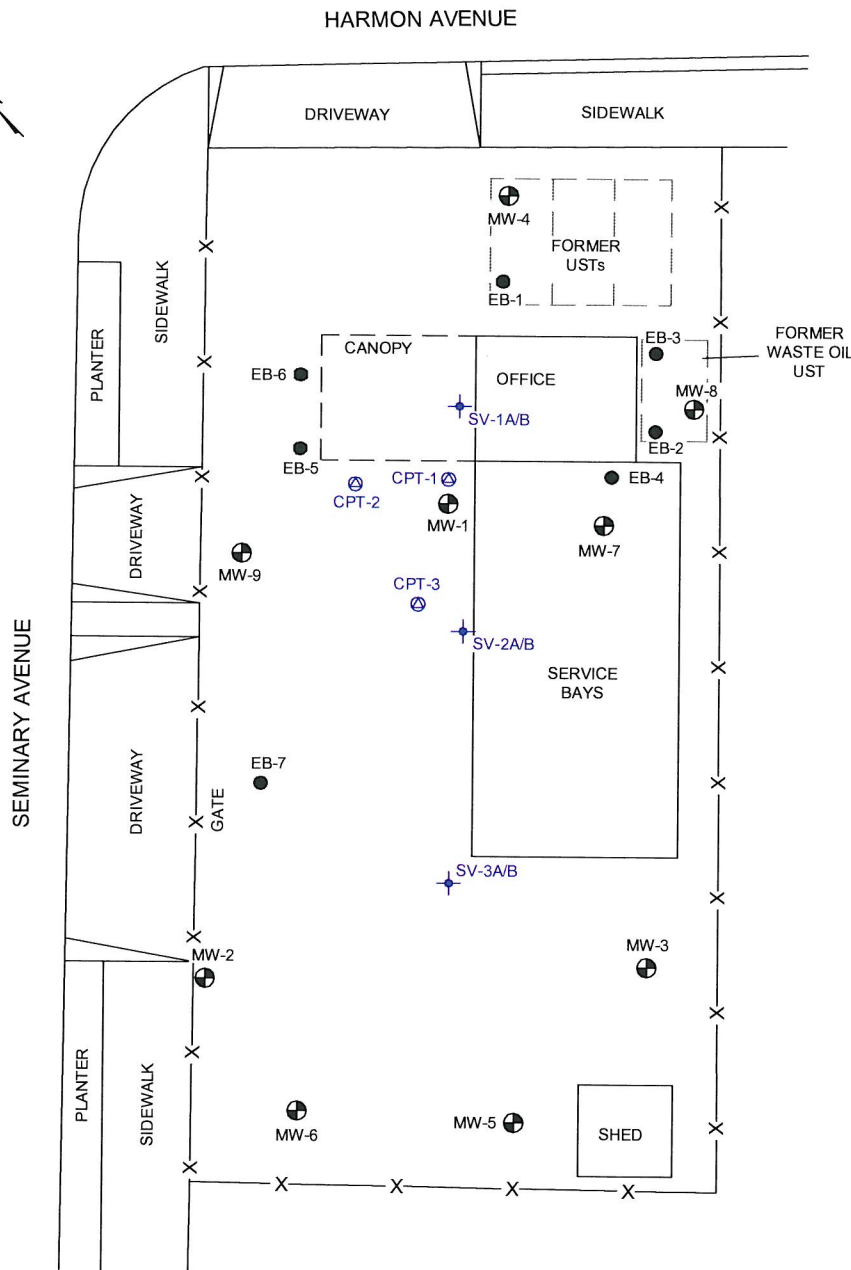 HARMON AVENUE
DRIVEWAY
SIDEWALK
MW-4
FORMER
USTs
EB-1
SIDEWALK
PLANTER
CANOPY
EB-6
OFFICE
EB-3
FORMER
WASTE OIL
UST
MW-8
SV-1A/B
EB-2
EB-5
CPT-1
CPT-2
EB-4
MW-1
MW-7
DRIVEWAY
MW-9
CPT-3
SV-2A/B
SEMINARY AVENUE
SERVICE
BAYS
EB-7
DRIVEWAY
GATE
SV-3A/B
MW-2
MW-3
PLANTER
SIDEWALK
MW-6
MW-5
SHED